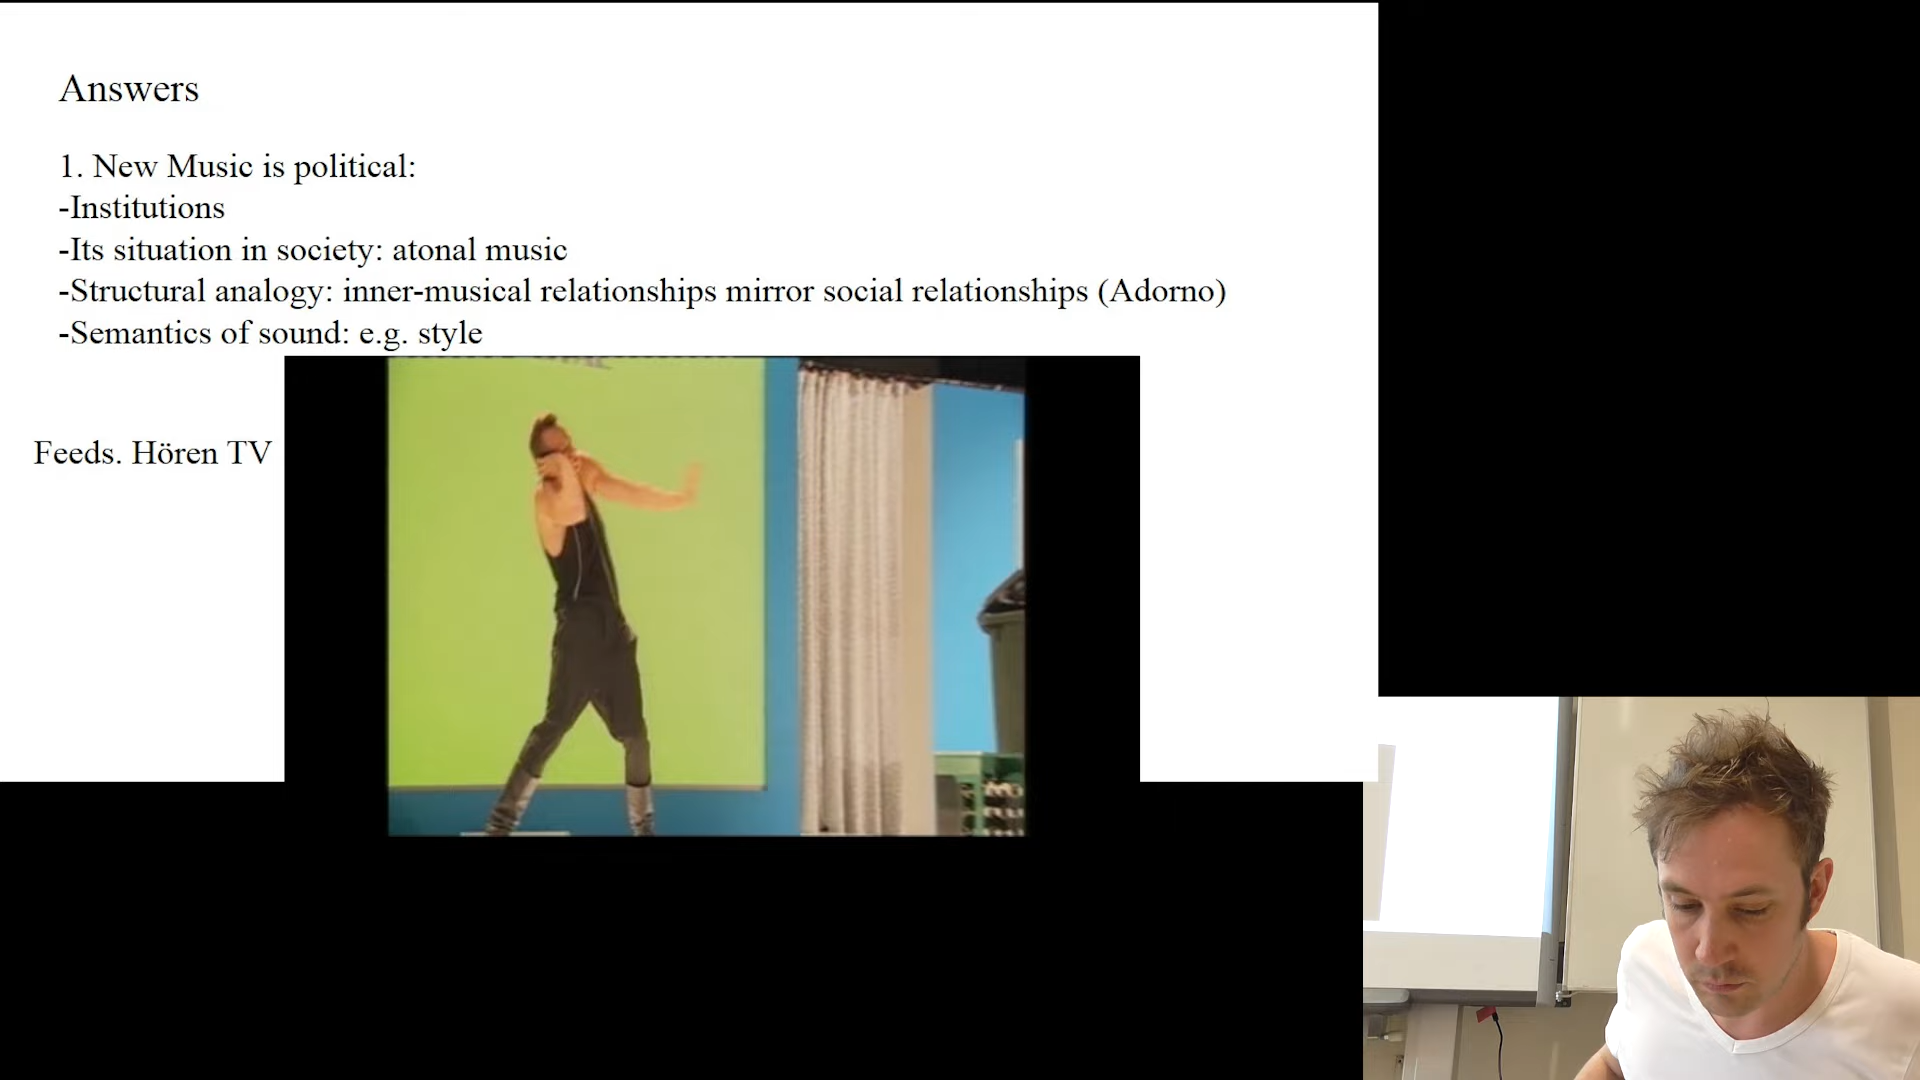 Answers
1. New Music is political:
-Institutions
-Its situation in society: atonal music
-Structural analogy: inner-musical relationships mirror social relationships (Adorno)
-Semantics of sound: e.g. style
Feeds. Hören TV